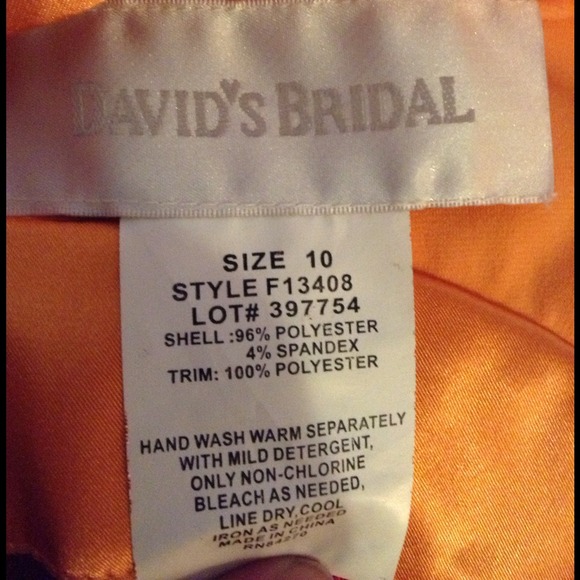 DAVID'S BRIDAL
SIZE 10
STYLE F13408
LOT# 397754
SHELL :96% POLYESTER
4% SPANDEX
TRIM: 100% POLYESTER
HAND WASH WARM SEPARATELY
WITH MILD DETERGENT,
ONLY NON-CHLORINE
BLEACH AS NEEDED,
LINE DRY,COOL
IRON AS NEEDED
MADE IN CHINA
RN84270